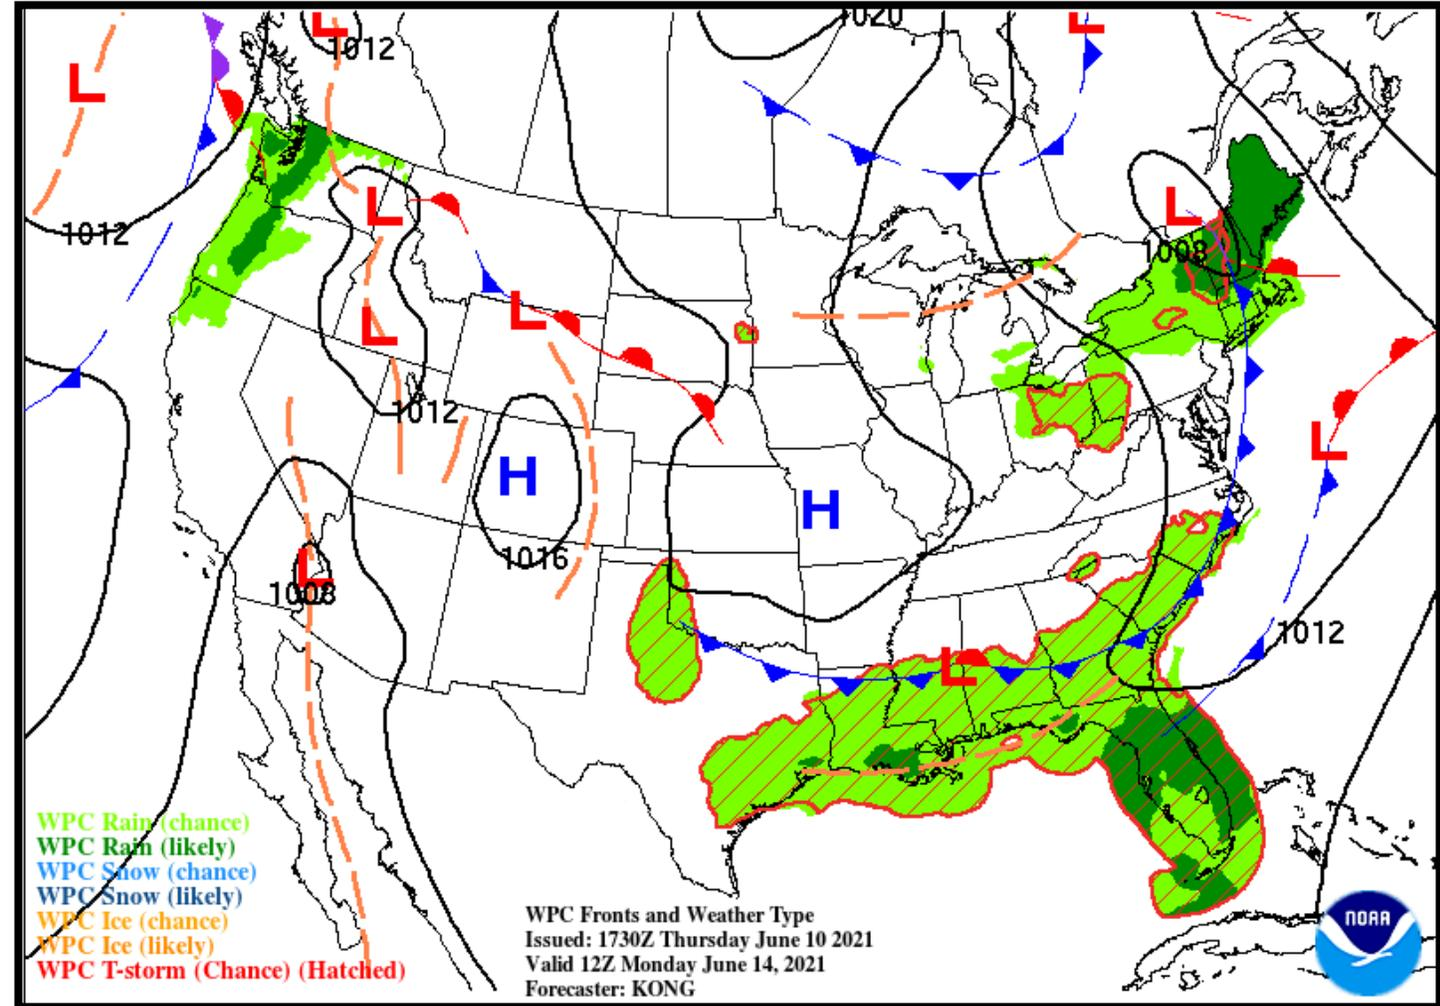 L
L
1012
1020
L
L
L
1008
1012
L
L
L
1012
L
H
H
1016
L
1008
L
1012
WPC Rain (chance)
WPC Rain (likely)
WPC Snow (chance)
WPC Snow (likely)
WPC Ice (chance)
WPC Ice (likely)
WPC T-storm (Chance) (Hatched)
WPC Fronts and Weather Type
Issued: 1730Z Thursday June 10 2021
Valid 12Z Monday June 14, 2021
Forecaster: KONG
NOAA